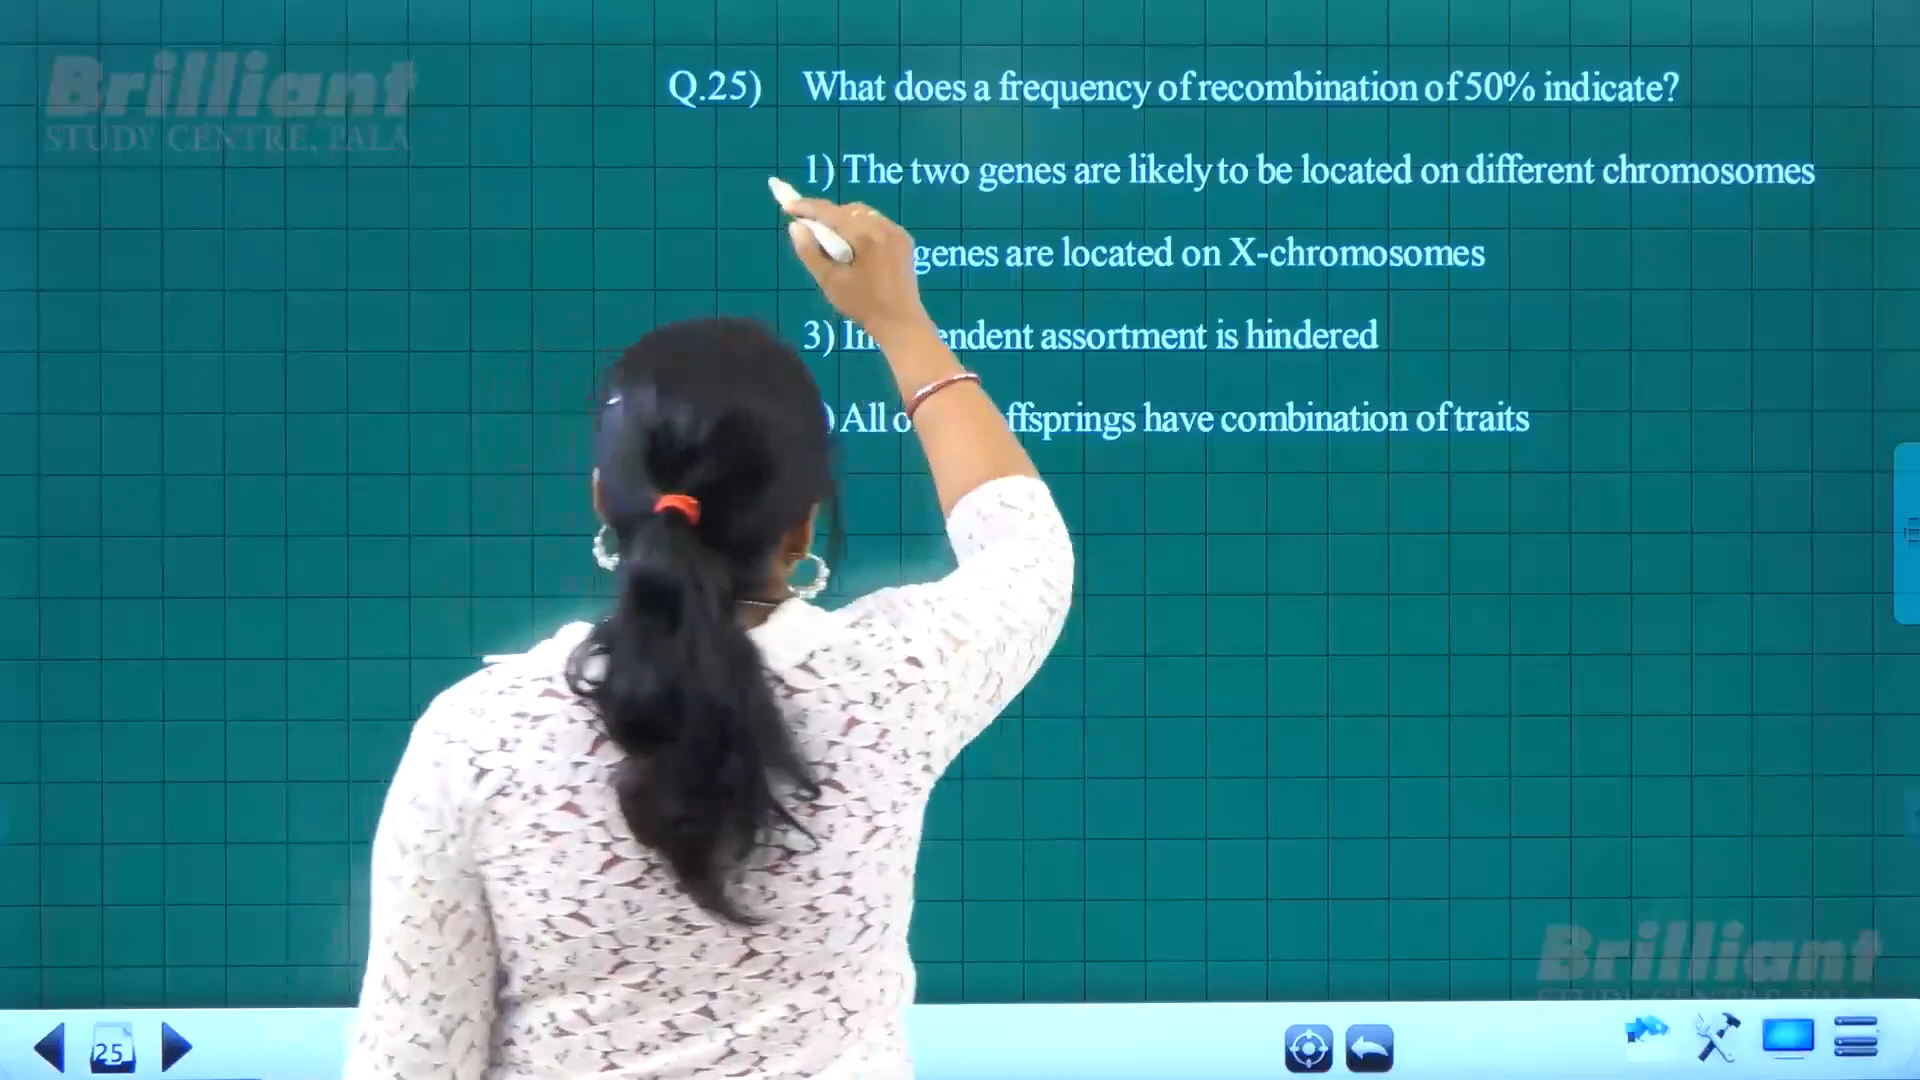 Brilliant
STUDY CENTRE, PALA
Q.25) What does a frequency of recombination of 50% indicate?
1) The two genes are likely to be located on different chromosomes
genes are located on X-chromosomes
3) In endent assortment is hindered
) All o ffsprings have combination of traits
Brilliant
25